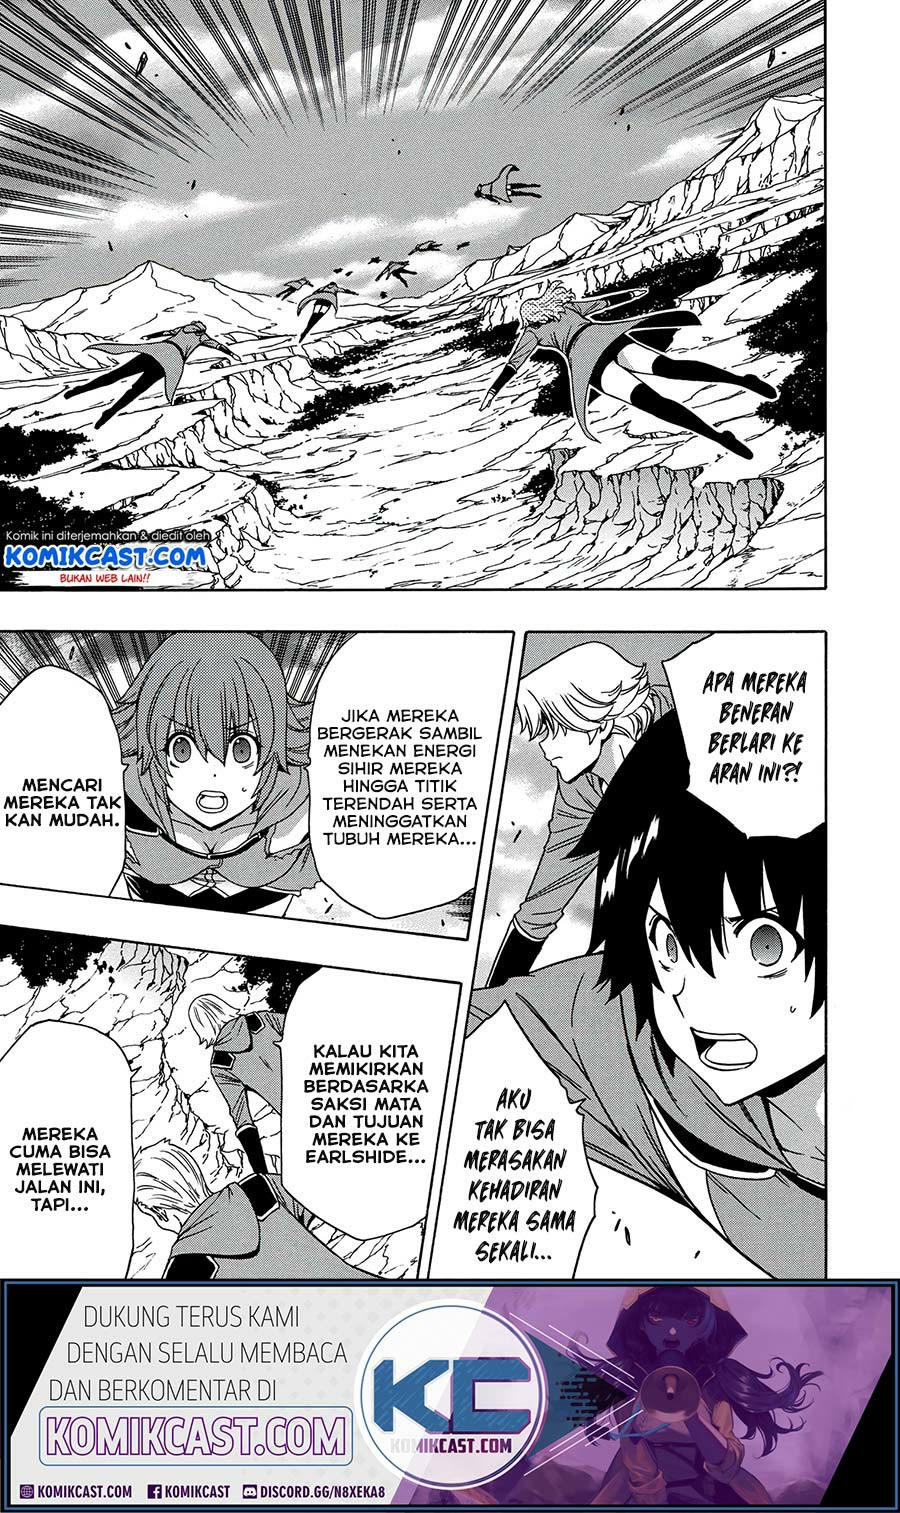 Komik ini diterjemahkan & diedit oleh
KOMIKCAST.COM
BUKAN WEB LAIN!!
APA MEREKA
BENERAN
BERLARI KE
ARAN INI?!
AKU
TAK BISA
MERASAKAN
KEHADIRAN
MEREKA SAMA
SEKALI...
JIKA MEREKA
BERGERAK SAMBIL
MENEKAN ENERGI
SIHIR MEREKA
HINGGA TITIK
TERENDAH SERTA
MENINGGATKAN
TUBUH MEREKA...
MENCARI
MEREKA TAK
KAN MUDAH.
KALAU KITA
MEMIKIRKAN
BERDASARKA
SAKSI MATA
DAN TUJUAN
MEREKA KE
EARLSHIDE...
MEREKA
CUMA BISA
MELEWATI
JALAN INI,
TAPI...
DUKUNG TERUS KAMI
DENGAN SELALU MEMBACA
DAN BERKOMENTAR DI
KOMIKCAST.COM
KC
KOMIKCAST.COM
KOMIKCAST.COM KOMIKCAST DISCORD.GG/N8XEKA8